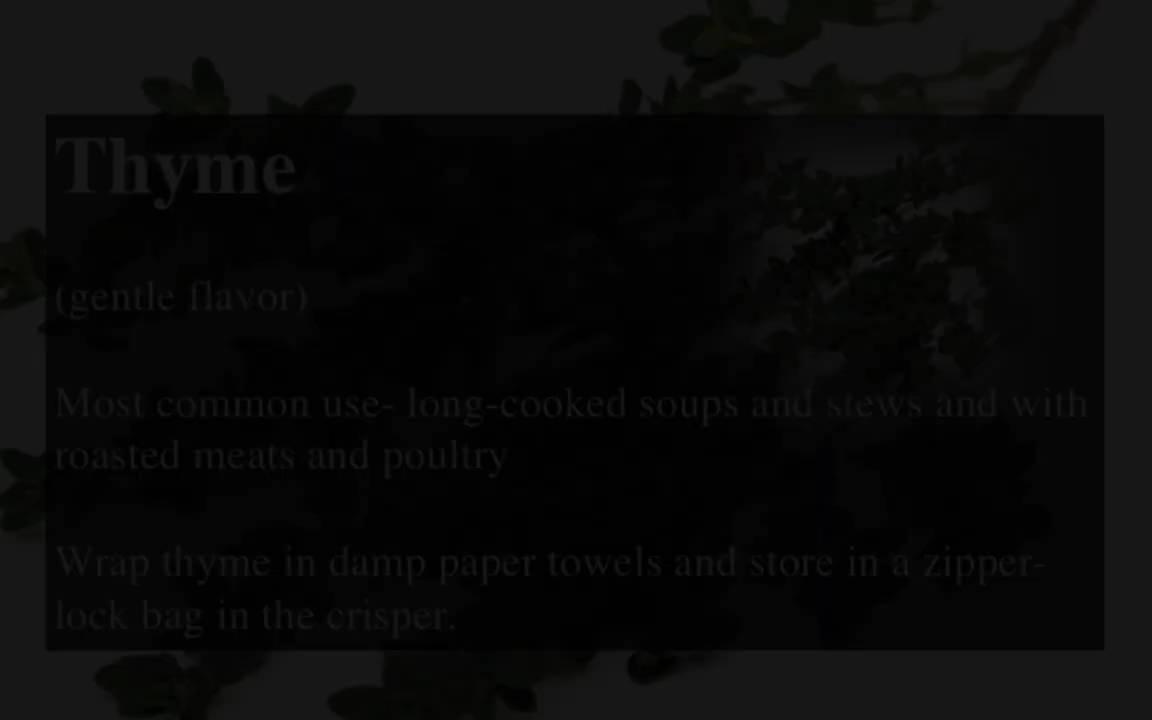 Thyme
(gentle flavor)
Most common use- long-cooked soups and stews and with
roasted meats and poultry
Wrap thyme in damp paper towels and store in a zipper-
lock bag in the crisper.